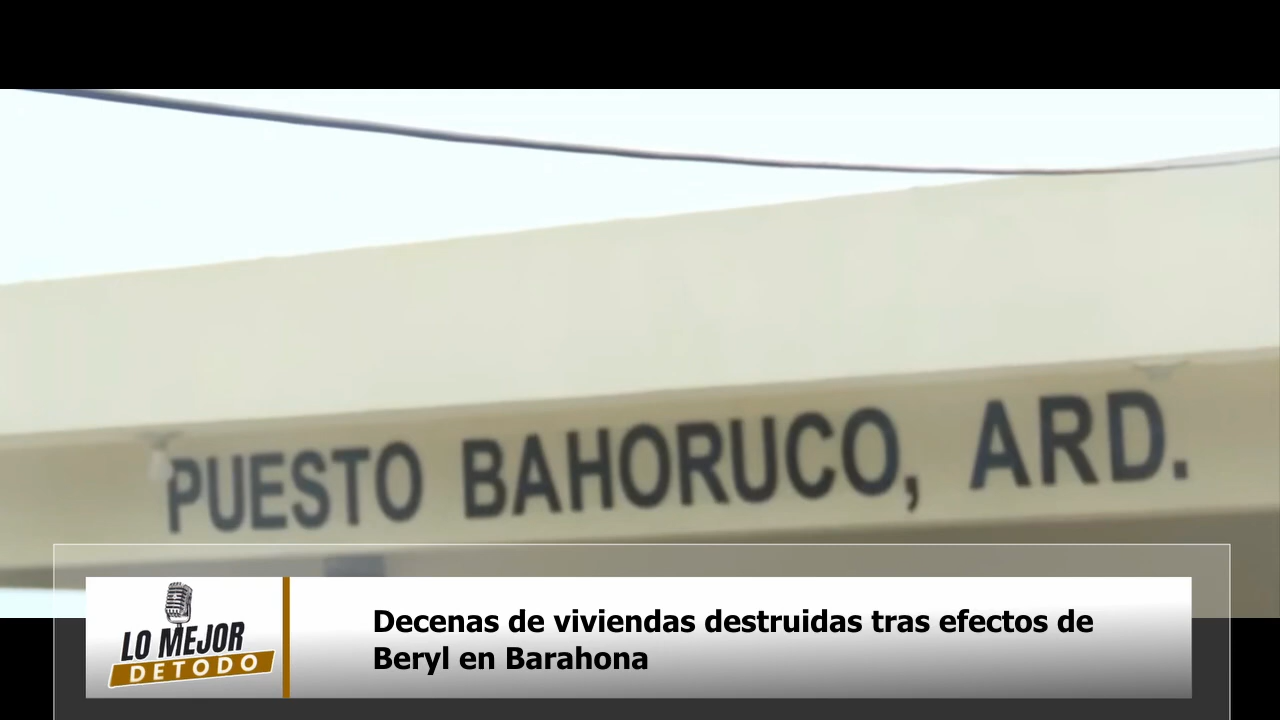 PUESTO BAHORUCO, ARD.
LO MEJOR
DETODO
Decenas de viviendas destruidas tras efectos de
Beryl en Barahona